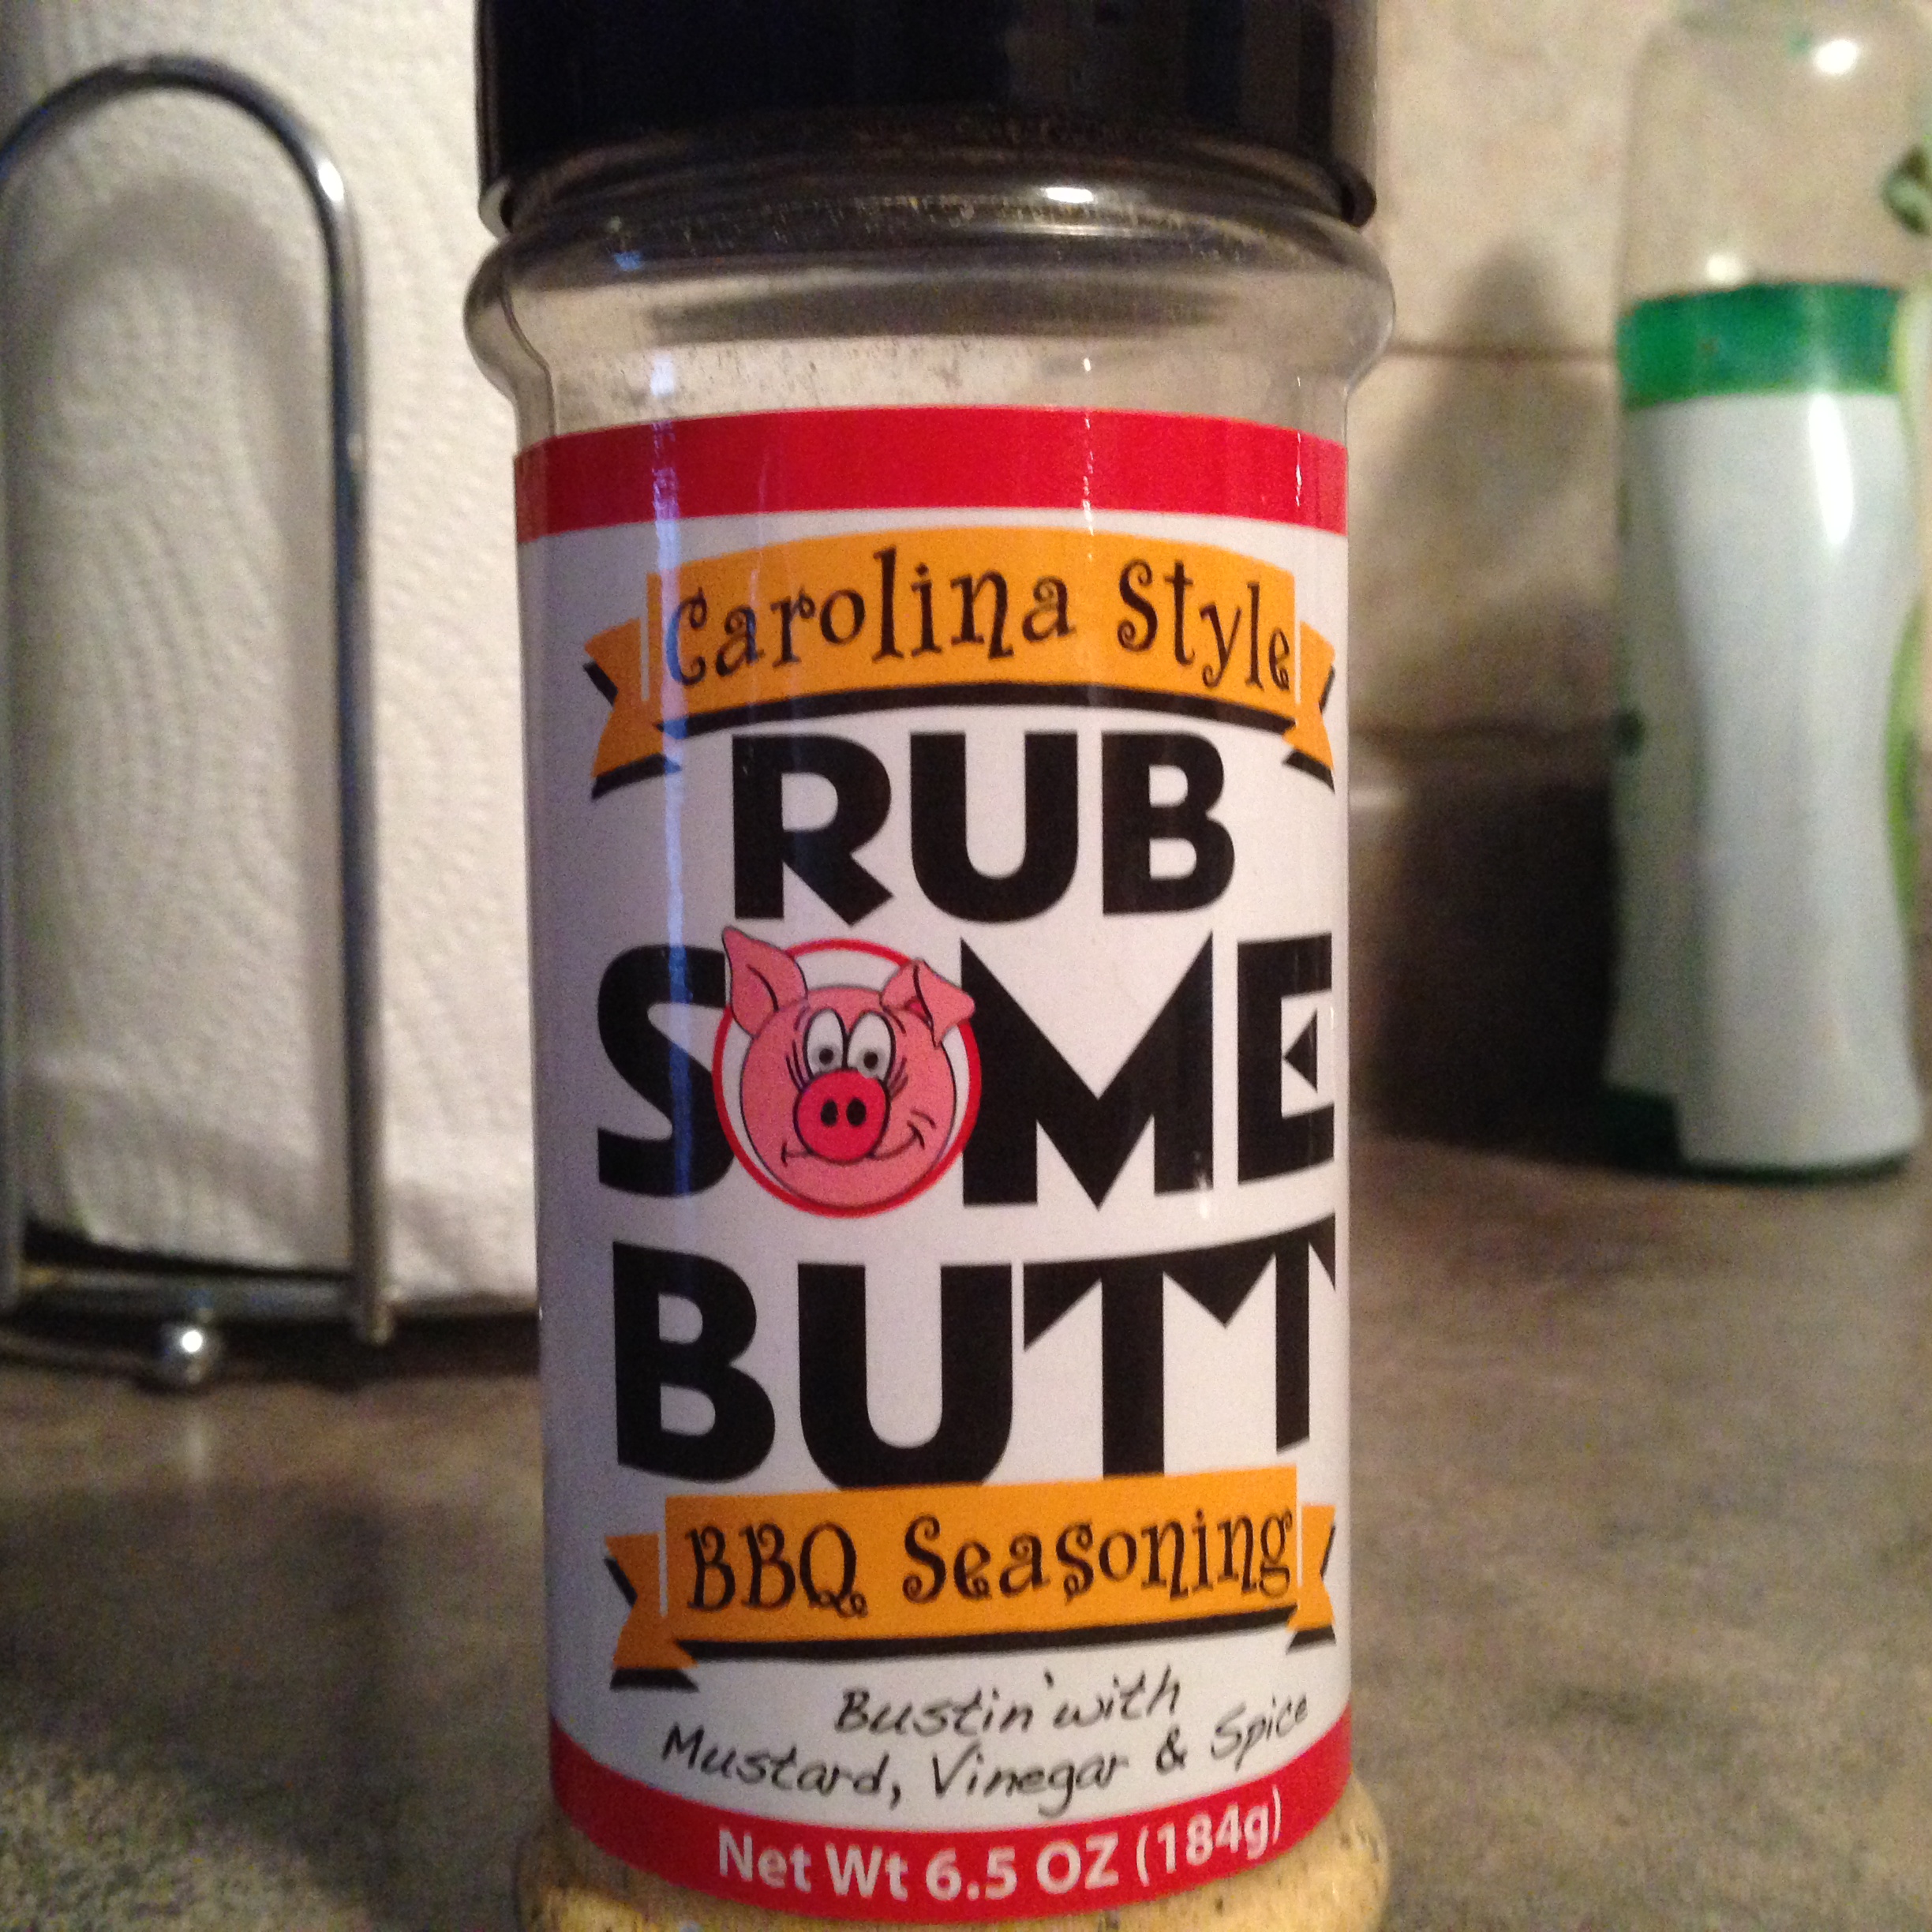 Carolina Style
RUB
SOME
BUTT
BBQ Seasoning
Bustin' with
Mustard, Vinegar & Spice
Net Wt 6.5 OZ (184g)